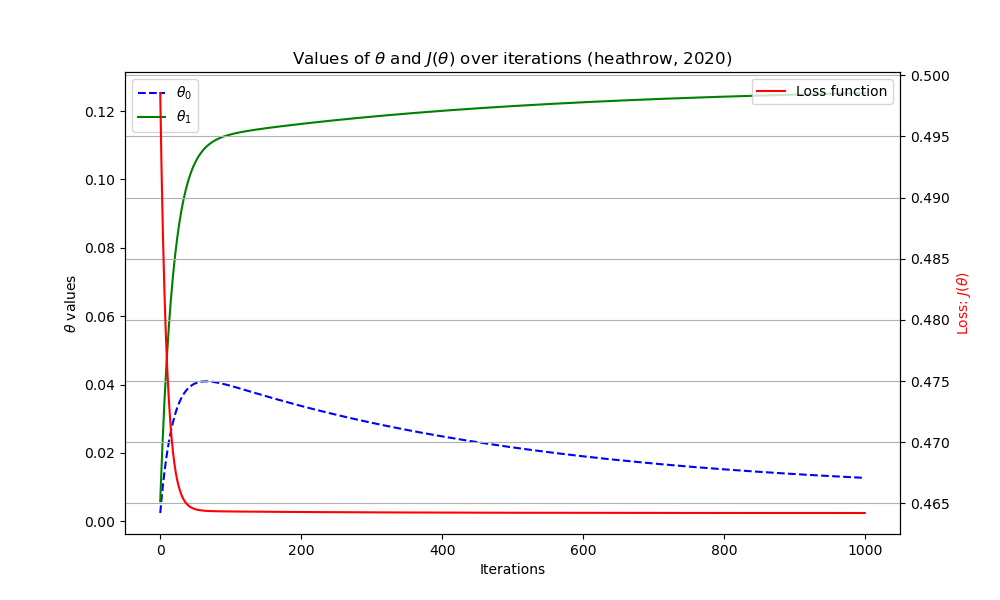 Values of θ and J(θ) over iterations (heathrow, 2020)
θ₀
θ₁
Loss function
0.12
0.10
0.08
0.06
0.04
0.02
0.00
θ values
0.500
0.495
0.490
0.485
0.480
0.475
0.470
0.465
Loss: J(θ)
0 200 400 600 800 1000
Iterations